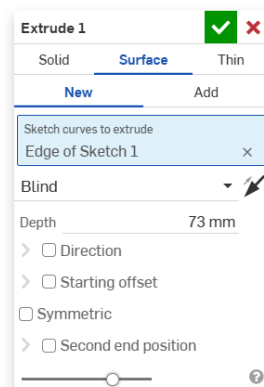 Extrude 1
Solid Surface Thin
New Add
Sketch curves to extrude
Edge of Sketch 1
Blind
Depth 73 mm
Direction
Starting offset
Symmetric
Second end position